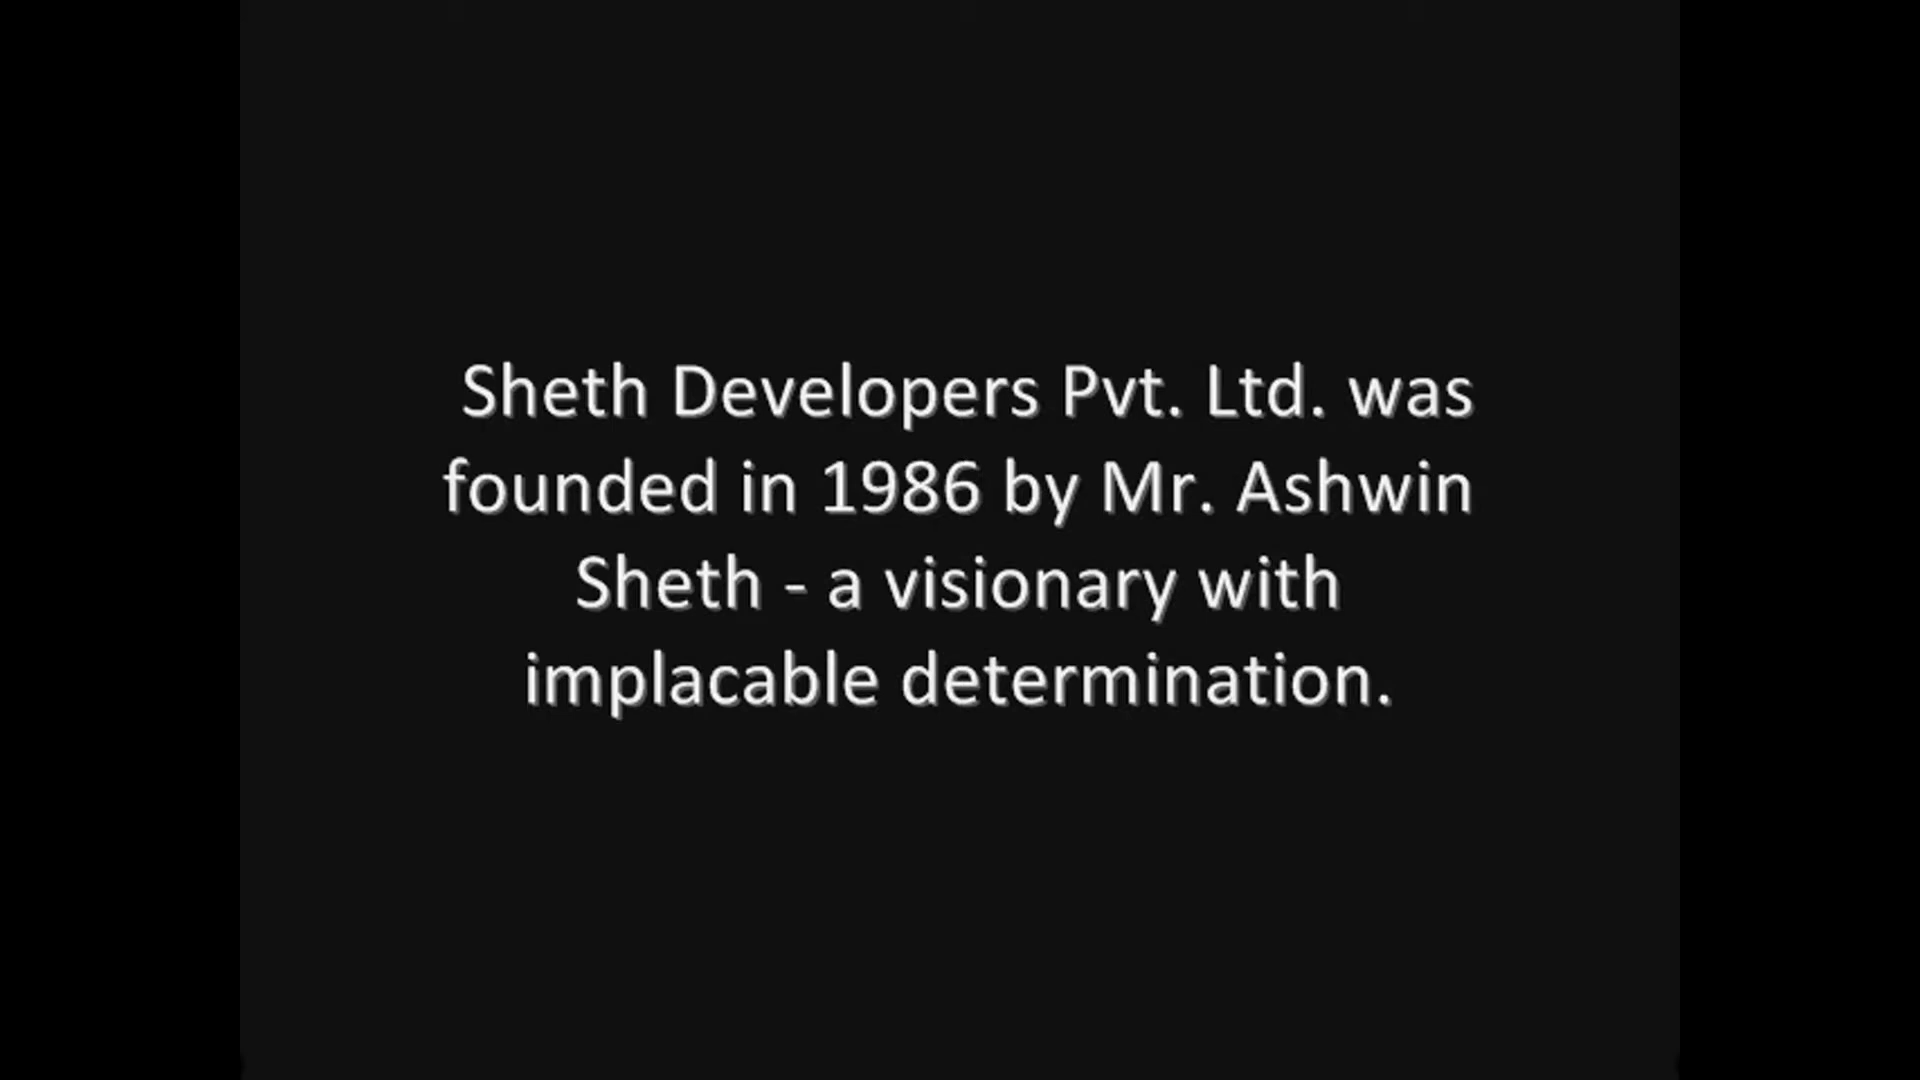 Sheth Developers Pvt. Ltd. was
founded in 1986 by Mr. Ashwin
Sheth - a visionary with
implacable determination.